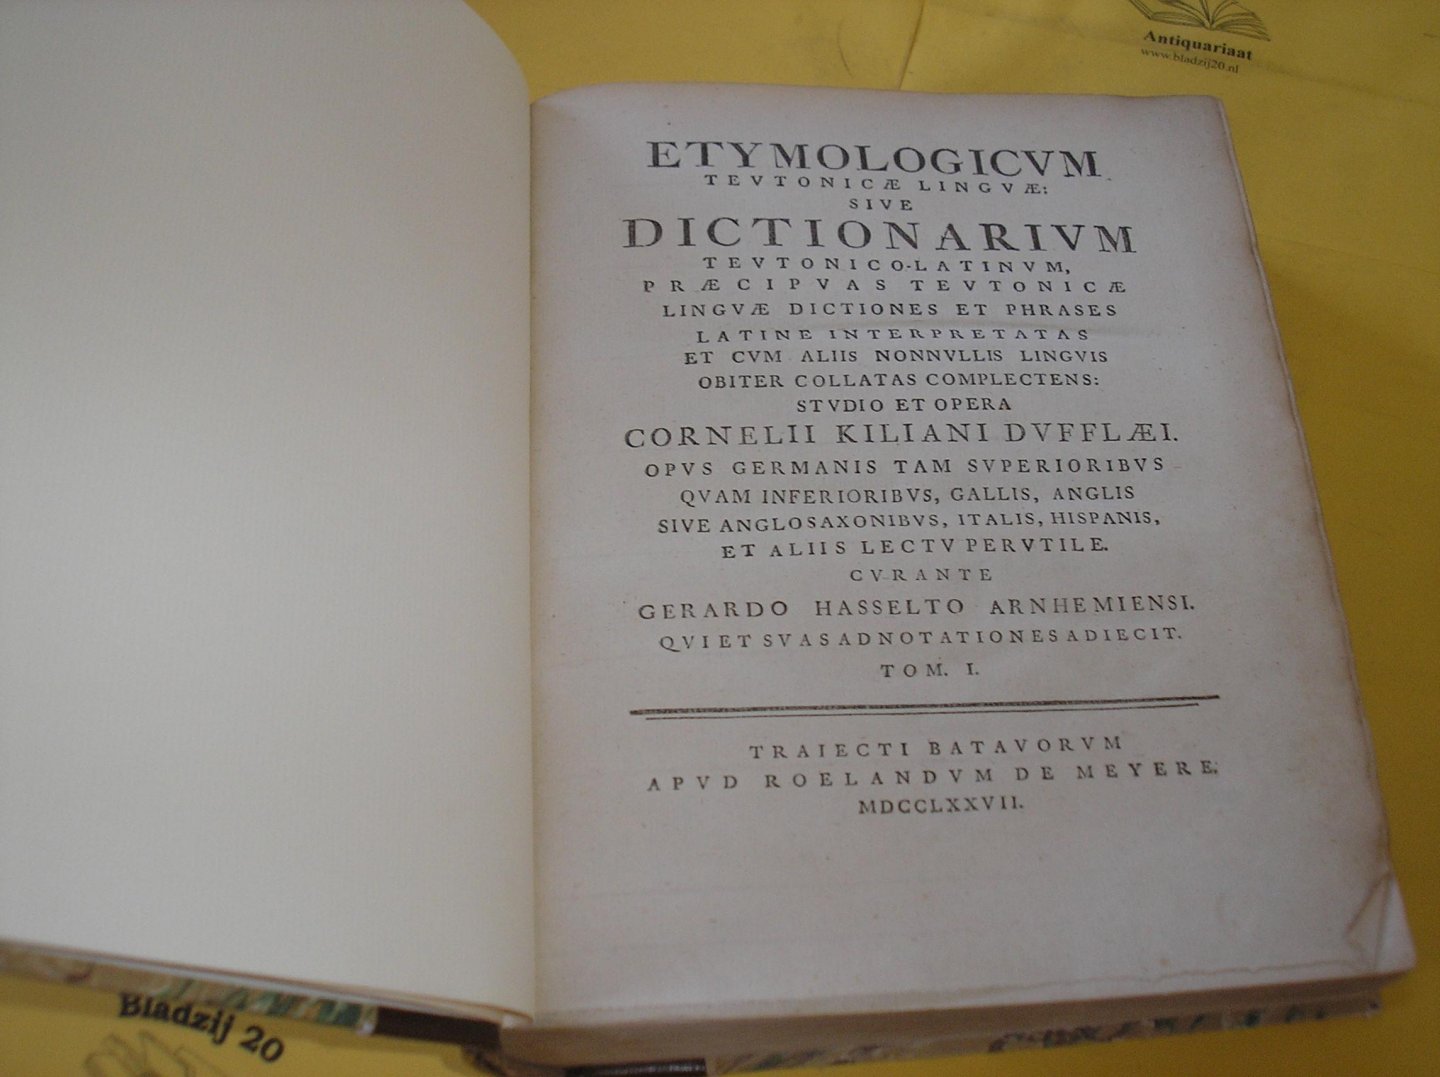 Antiquariaat
www.bladzij20.nl
ETYMOLOGICVM
TEVTONICÆ LINGVÆ:
SIVE
DICTIONARIVM
TEVTONICO-LATINVM,
PRÆCIPVAS TEVTONICÆ
LINGVÆ DICTIONES ET PHRASES
LATINE INTERPRETATAS
ET CVM ALIIS NONNVLLIS LINGVIS
OBITER COLLATAS COMPLECTENS:
STVDIO ET OPERA
CORNELII KILIANI DVFFLÆI.
OPVS GERMANIS TAM SVPERIORIBVS
QVAM INFERIORIBVS, GALLIS, ANGLIS
SIVE ANGLOSAXONIBVS, ITALIS, HISPANIS,
ET ALIIS LECTV PERVTILE.
CVRANTE
GERARDO HASSELTO ARNHEMIENSI.
QVI ET SVAS ADNOTATIONES ADIECIT.
TOM. I.
TRAIECTI BATAVORVM
APVD ROELANDVM DE MEYERE.
MDCCLXXVII.
Bladzij 20